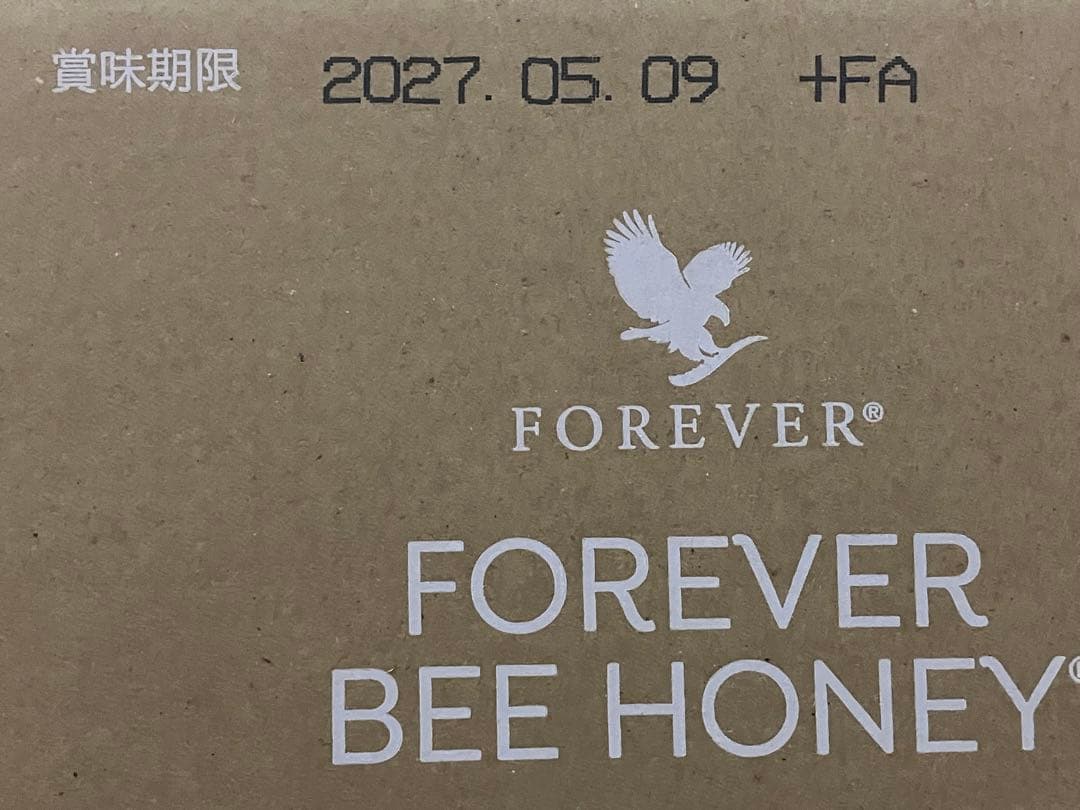 賞味期限 2027.05.09 +FA
FOREVER®
FOREVER
BEE HONEY®